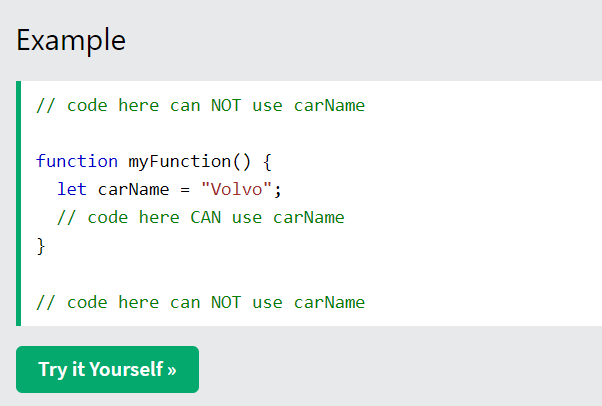 Example
// code here can NOT use carName
function myFunction() {
  let carName = "Volvo";
  // code here CAN use carName
}
// code here can NOT use carName
Try it Yourself »